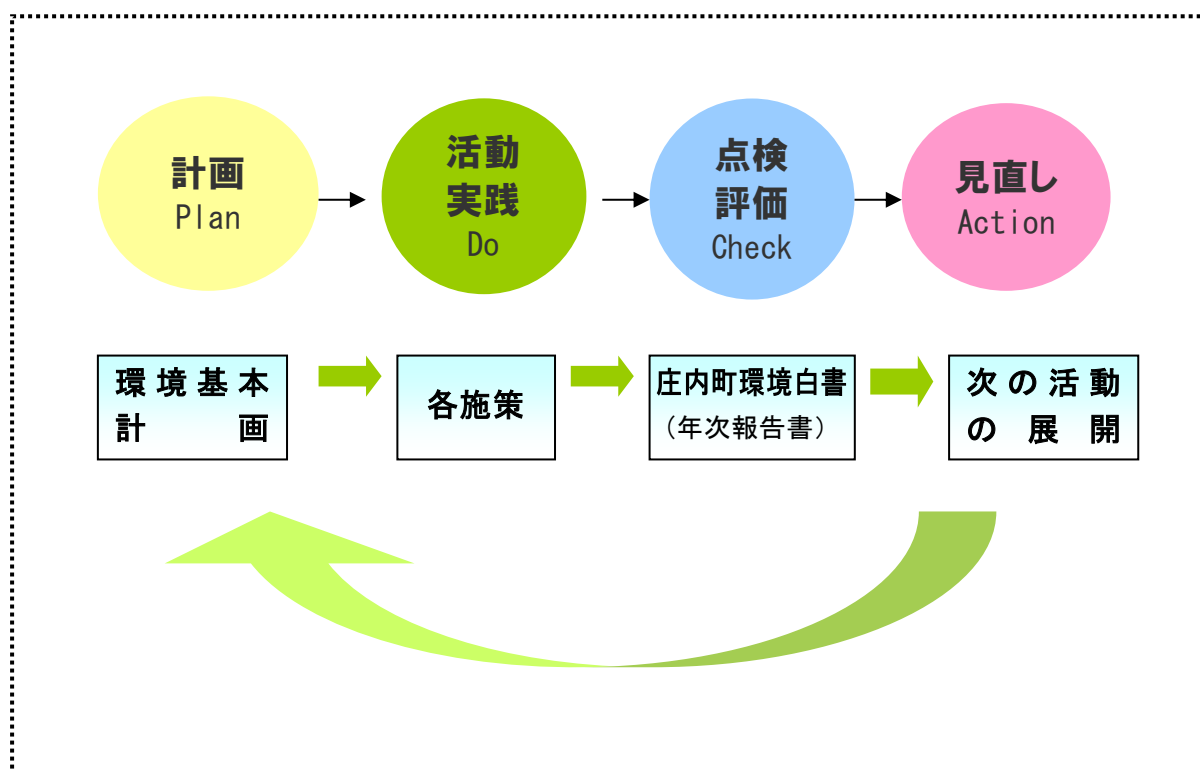 計画
Plan
活動
実践
Do
点検
評価
Check
見直し
Action
環境基本
計画
各施策
庄内町環境白書
（年次報告書）
次の活動
の展開